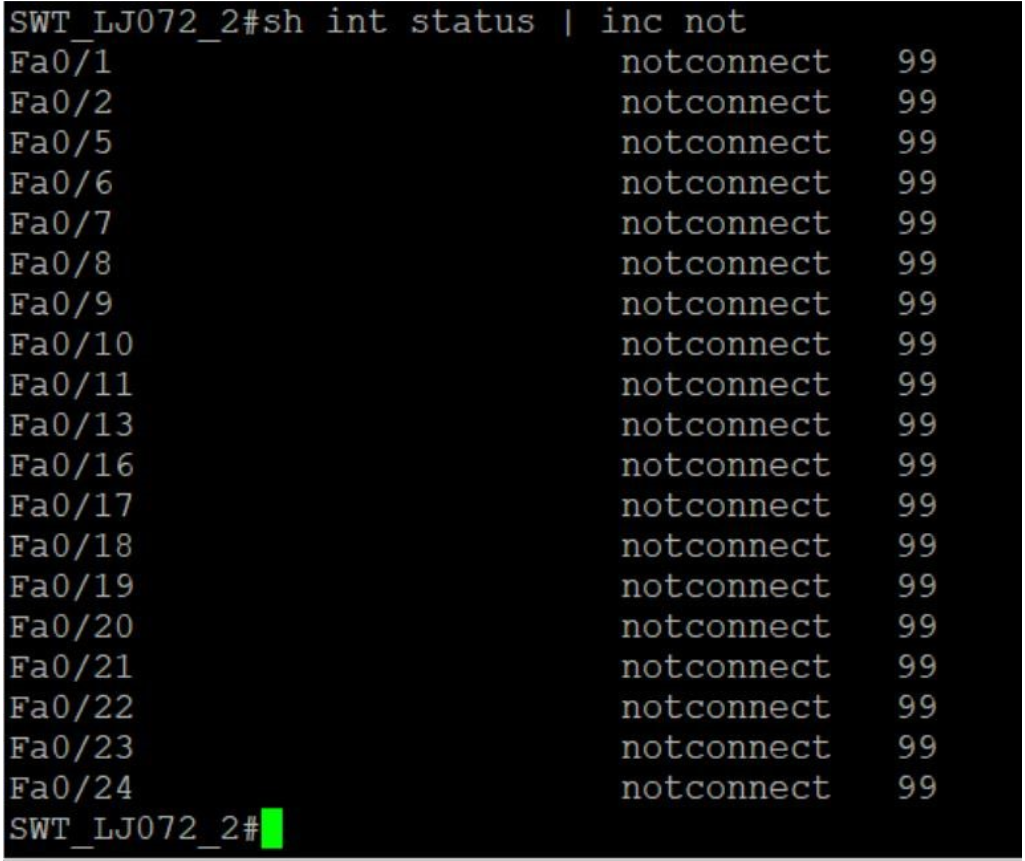 SWT_LJ072_2#sh int status | inc not
Fa0/1 notconnect 99
Fa0/2 notconnect 99
Fa0/5 notconnect 99
Fa0/6 notconnect 99
Fa0/7 notconnect 99
Fa0/8 notconnect 99
Fa0/9 notconnect 99
Fa0/10 notconnect 99
Fa0/11 notconnect 99
Fa0/13 notconnect 99
Fa0/16 notconnect 99
Fa0/17 notconnect 99
Fa0/18 notconnect 99
Fa0/19 notconnect 99
Fa0/20 notconnect 99
Fa0/21 notconnect 99
Fa0/22 notconnect 99
Fa0/23 notconnect 99
Fa0/24 notconnect 99
SWT_LJ072_2#